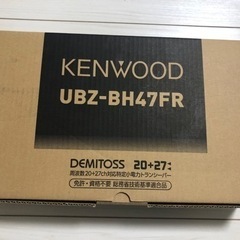 KENWOOD
UBZ-BH47FR
DEMITOSS 20+27ch
周波数20+27ch対応特定小電力トランシーバー
免許・資格不要 総務省技術基準適合品